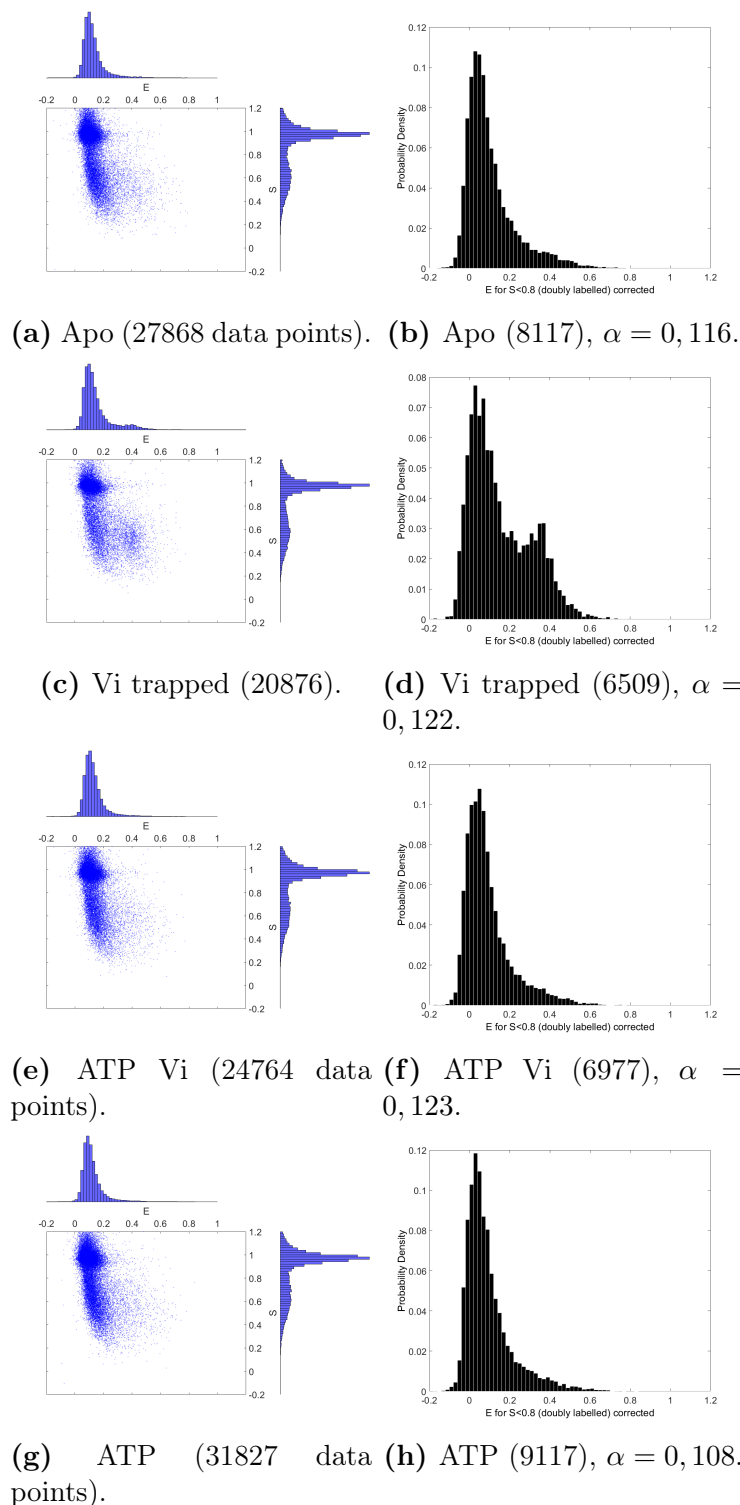 -0.2 0 0.2 0.4 0.6 0.8 1
E
1.2
1
0.8
0.6
0.4
0.2
0
-0.2
S
0.12
0.1
0.08
0.06
0.04
0.02
0
Probability Density
-0.2 0 0.2 0.4 0.6 0.8 1 1.2
E for S<0.8 (doubly labelled) corrected
(a) Apo (27868 data points). (b) Apo (8117), α = 0, 116.
E
-0.2 0 0.2 0.4 0.6 0.8 1
1.2
1
0.8
0.6
0.4
0.2
0
-0.2
S
0.08
0.07
0.06
0.05
0.04
0.03
0.02
0.01
0
Probability Density
-0.2 0 0.2 0.4 0.6 0.8 1 1.2
E for S<0.8 (doubly labelled) corrected
(c) Vi trapped (20876). (d) Vi trapped (6509), α =
0, 122.
E
-0.2 0 0.2 0.4 0.6 0.8 1
1.2
1
0.8
0.6
0.4
0.2
0
-0.2
S
0.12
0.1
0.08
0.06
0.04
0.02
0
Probability Density
-0.2 0 0.2 0.4 0.6 0.8 1 1.2
E for S<0.8 (doubly labelled) corrected
(e) ATP Vi (24764 data (f) ATP Vi (6977), α =
points). 0, 123.
E
-0.2 0 0.2 0.4 0.6 0.8 1
1.2
1
0.8
0.6
0.4
0.2
0
-0.2
S
0.12
0.1
0.08
0.06
0.04
0.02
0
Probability Density
-0.2 0 0.2 0.4 0.6 0.8 1 1.2
E for S<0.8 (doubly labelled) corrected
(g) ATP (31827 data (h) ATP (9117), α = 0, 108.
points).